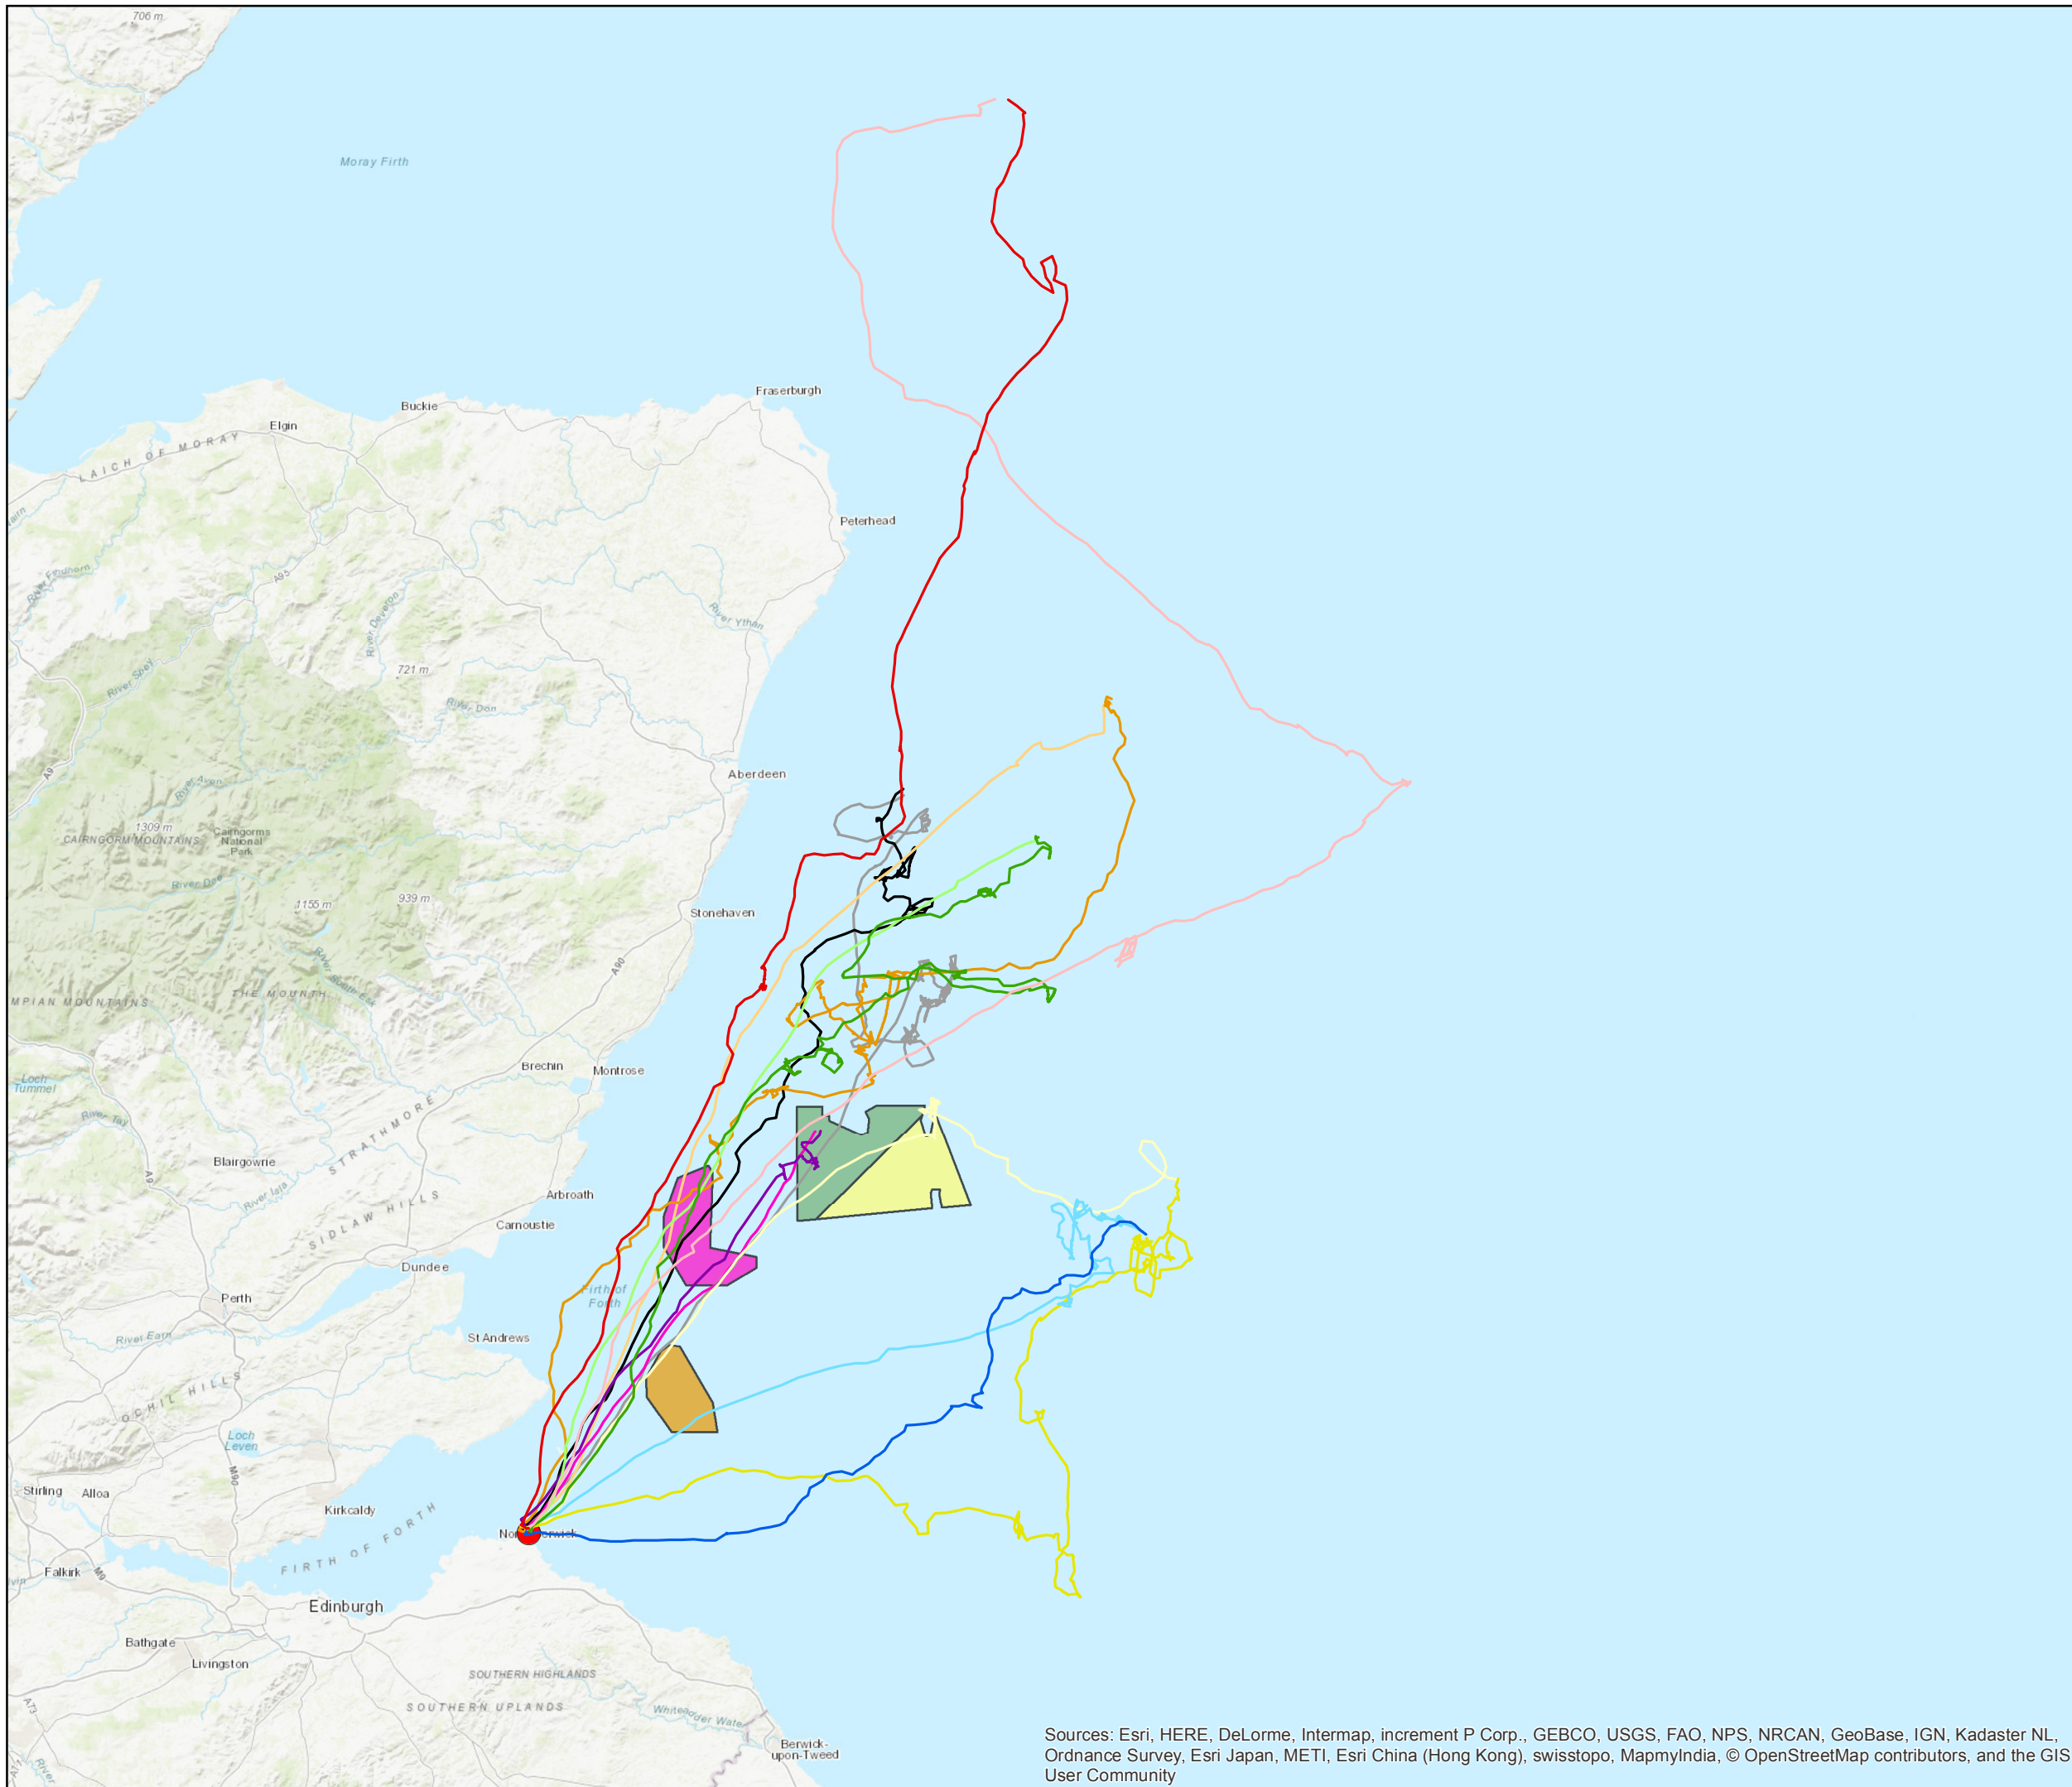 706 m
Moray Firth
Fraserburgh
Buckie
Elgin
LAICH OF MORAY
Peterhead
River Findhorn
A95
River Deveron
River Ythan
River Spey
721 m
River Don
A9
Aberdeen
River Avon
1309 m
CAIRNGORM MOUNTAINS
Cairngorms
National
Park
River Dee
1155 m
939 m
Stonehaven
A90
River South Esk
MPIAN MOUNTAINS
THE MOUNTH
Brechin
Montrose
Loch
Tummel
River Tay
STRATHMORE
Blairgowrie
A9
River Isla
Arbroath
SIDLAW HILLS
Carnoustie
Dundee
Perth
Firth of
Forth
River Earn
St Andrews
OCHIL HILLS
Loch
Leven
M90
Stirling
Alloa
Kirkcaldy
FIRTH OF FORTH
Falkirk
M9
Edinburgh
Bathgate
Livingston
SOUTHERN HIGHLANDS
SOUTHERN UPLANDS
A73
River
Berwick-
upon-Tweed
Sources: Esri, HERE, DeLorme, Intermap, increment P Corp., GEBCO, USGS, FAO, NPS, NRCAN, GeoBase, IGN, Kadaster NL,
Ordnance Survey, Esri Japan, METI, Esri China (Hong Kong), swisstopo, MapmyIndia, © OpenStreetMap contributors, and the GIS
User Community